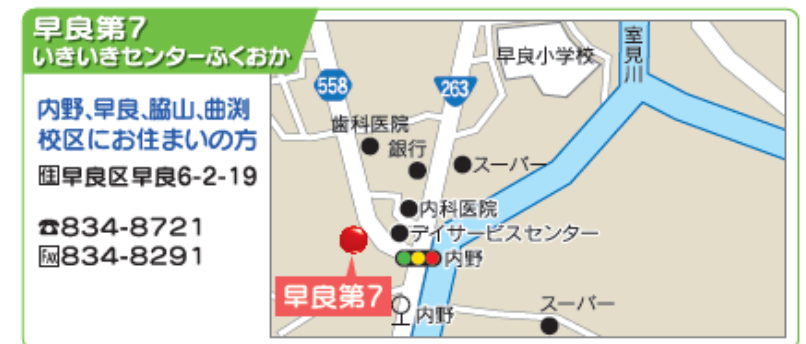 早良第7
いきいきセンターふくおか
内野、早良、脇山、曲渕
校区にお住まいの方
住早良区早良6-2-19
☎834-8721
FAX834-8291
室見川
早良小学校
558
263
歯科医院
銀行
スーパー
内科医院
デイサービスセンター
内野
早良第7
内野
スーパー